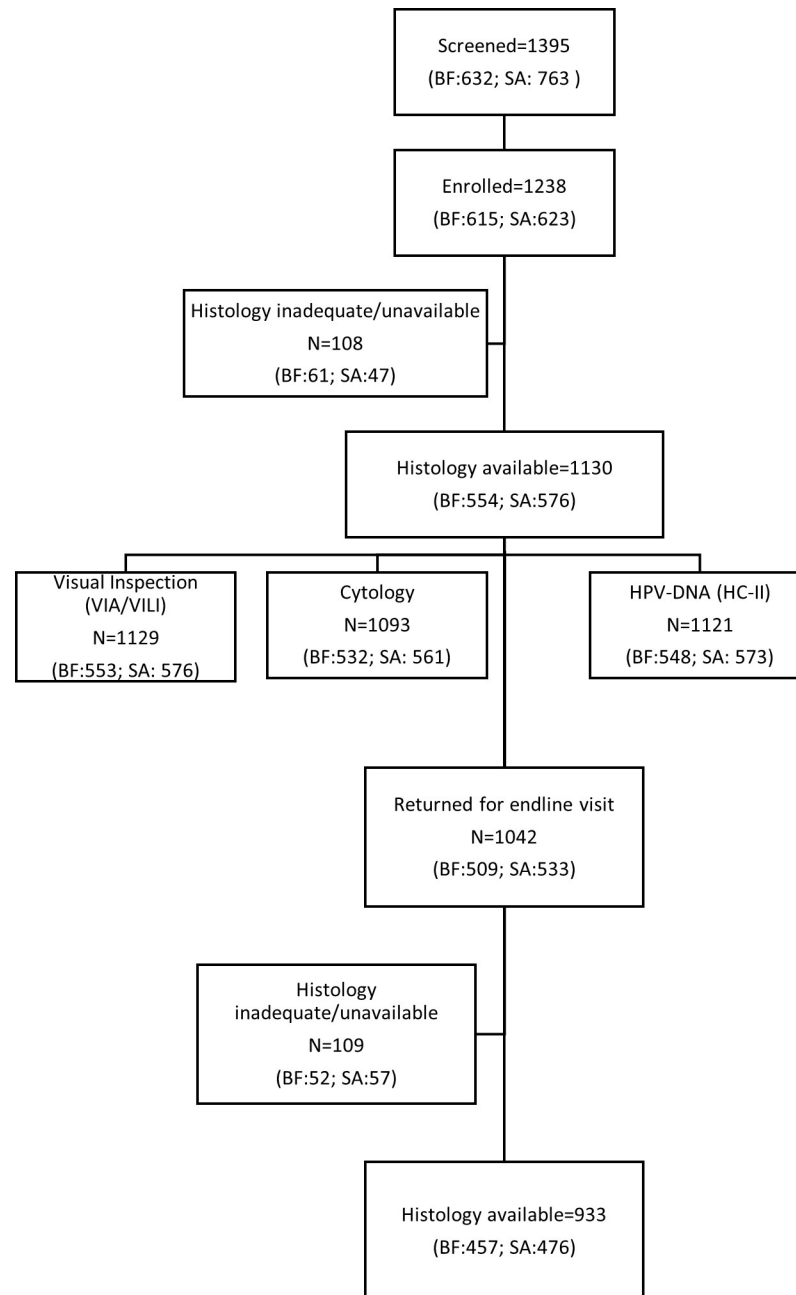 Screened=1395
(BF:632; SA: 763 )
Enrolled=1238
(BF:615; SA:623)
Histology inadequate/unavailable
N=108
(BF:61; SA:47)
Histology available=1130
(BF:554; SA:576)
Visual Inspection
(VIA/VILI)
N=1129
(BF:553; SA: 576)
Cytology
N=1093
(BF:532; SA: 561)
HPV-DNA (HC-II)
N=1121
(BF:548; SA: 573)
Returned for endline visit
N=1042
(BF:509; SA:533)
Histology
inadequate/unavailable
N=109
(BF:52; SA:57)
Histology available=933
(BF:457; SA:476)